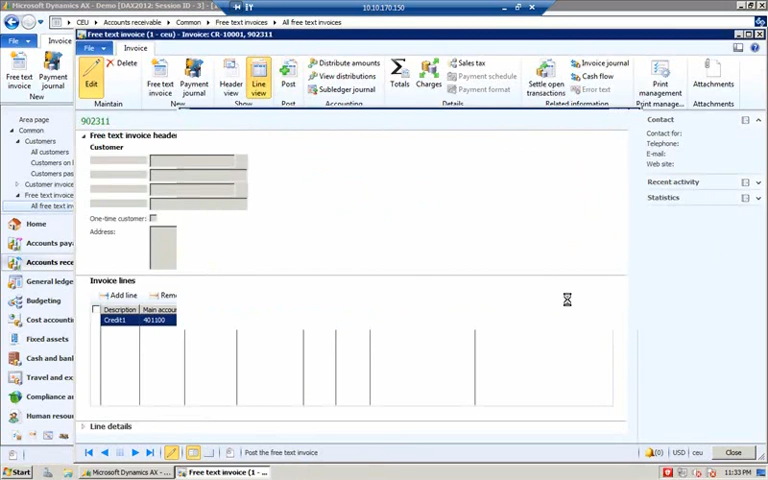 Microsoft Dynamics AX - Demo [DAX2012: Session ID - 3]
10.10.170.150
CEU ▸ Accounts receivable ▸ Common ▸ Free text invoices ▸ All free text invoices
File
Invoice
Free text invoice
Payment journal
New
Area page
Common
Customers
All customers
Customers on
Customers pas
Customer invoice
Free text invoice
All free text inv
Home
Accounts pay
Accounts rece
General ledge
Budgeting
Cost accounti
Fixed assets
Cash and bank
Travel and ex
Compliance a
Human resou
Free text invoice (1 - ceu) - Invoice: CR-10001, 902311
File
Invoice
Edit
Delete
Maintain
Free text invoice
Payment journal
New
Header view
Line view
Show
Post
Post
Distribute amounts
View distributions
Subledger journal
Accounting
Totals
Charges
Sales tax
Payment schedule
Payment format
Details
Settle open transactions
Invoice journal
Cash flow
Error text
Related information
Print management
Print manage...
Attachments
Attachments
902311
Free text invoice header
Customer
One-time customer:
Address:
Invoice lines
Add line
Remo
Description
Main accou
Credit1
401100
Line details
Contact
Contact for:
Telephone:
E-mail:
Web site:
Recent activity
Statistics
Post the free text invoice
(0)
USD
ceu
Close
Start
Microsoft Dynamics AX - ...
Free text invoice (1 - ...
11:33 PM